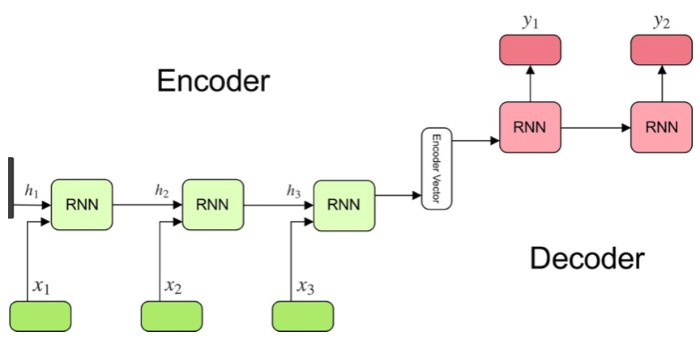 y₁
y₂
Encoder
RNN
RNN
Encoder Vector
h₁
h₂
h₃
RNN
RNN
RNN
Decoder
x₁
x₂
x₃